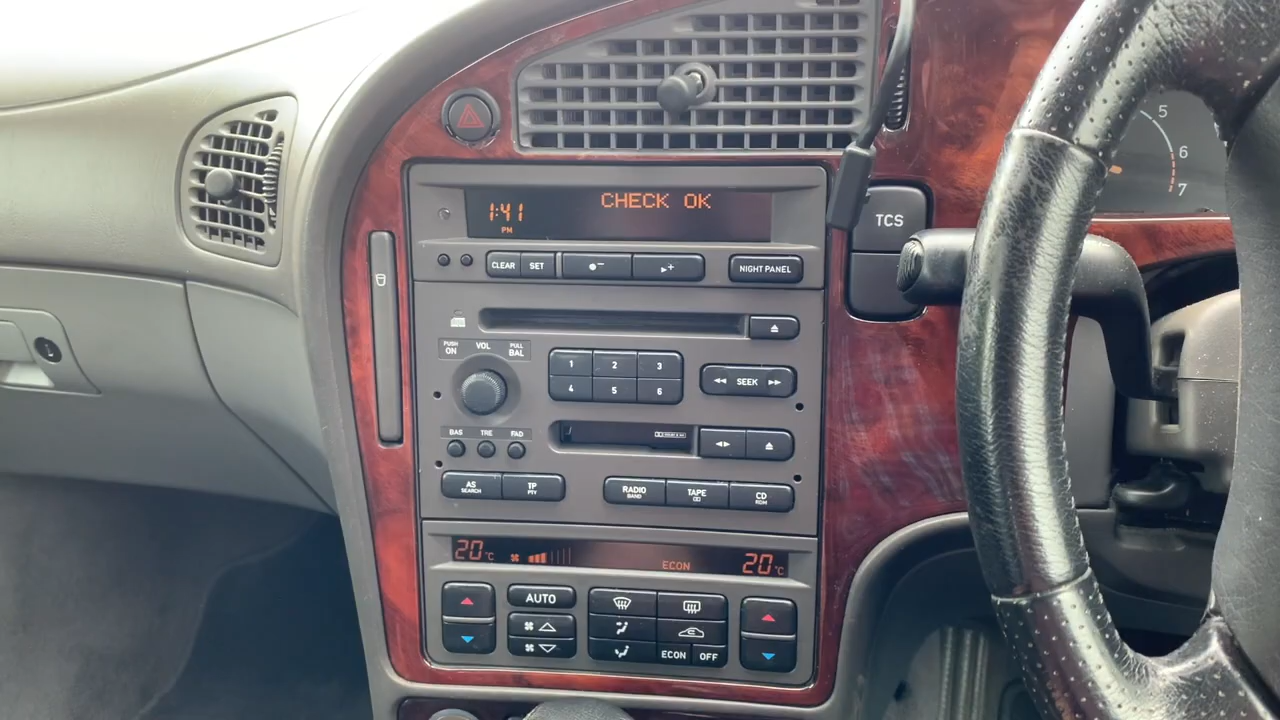 5
6
7
CHECK OK
1:41
PM
TCS
CLEAR SET
NIGHT PANEL
PUSH ON
VOL
PULL BAL
1 2 3
4 5 6
SEEK
BAS TRE FAD
AS SEARCH
TP PTY
RADIO BAND
TAPE
CD RDM
20°C
ECON
20°C
AUTO
ECON OFF